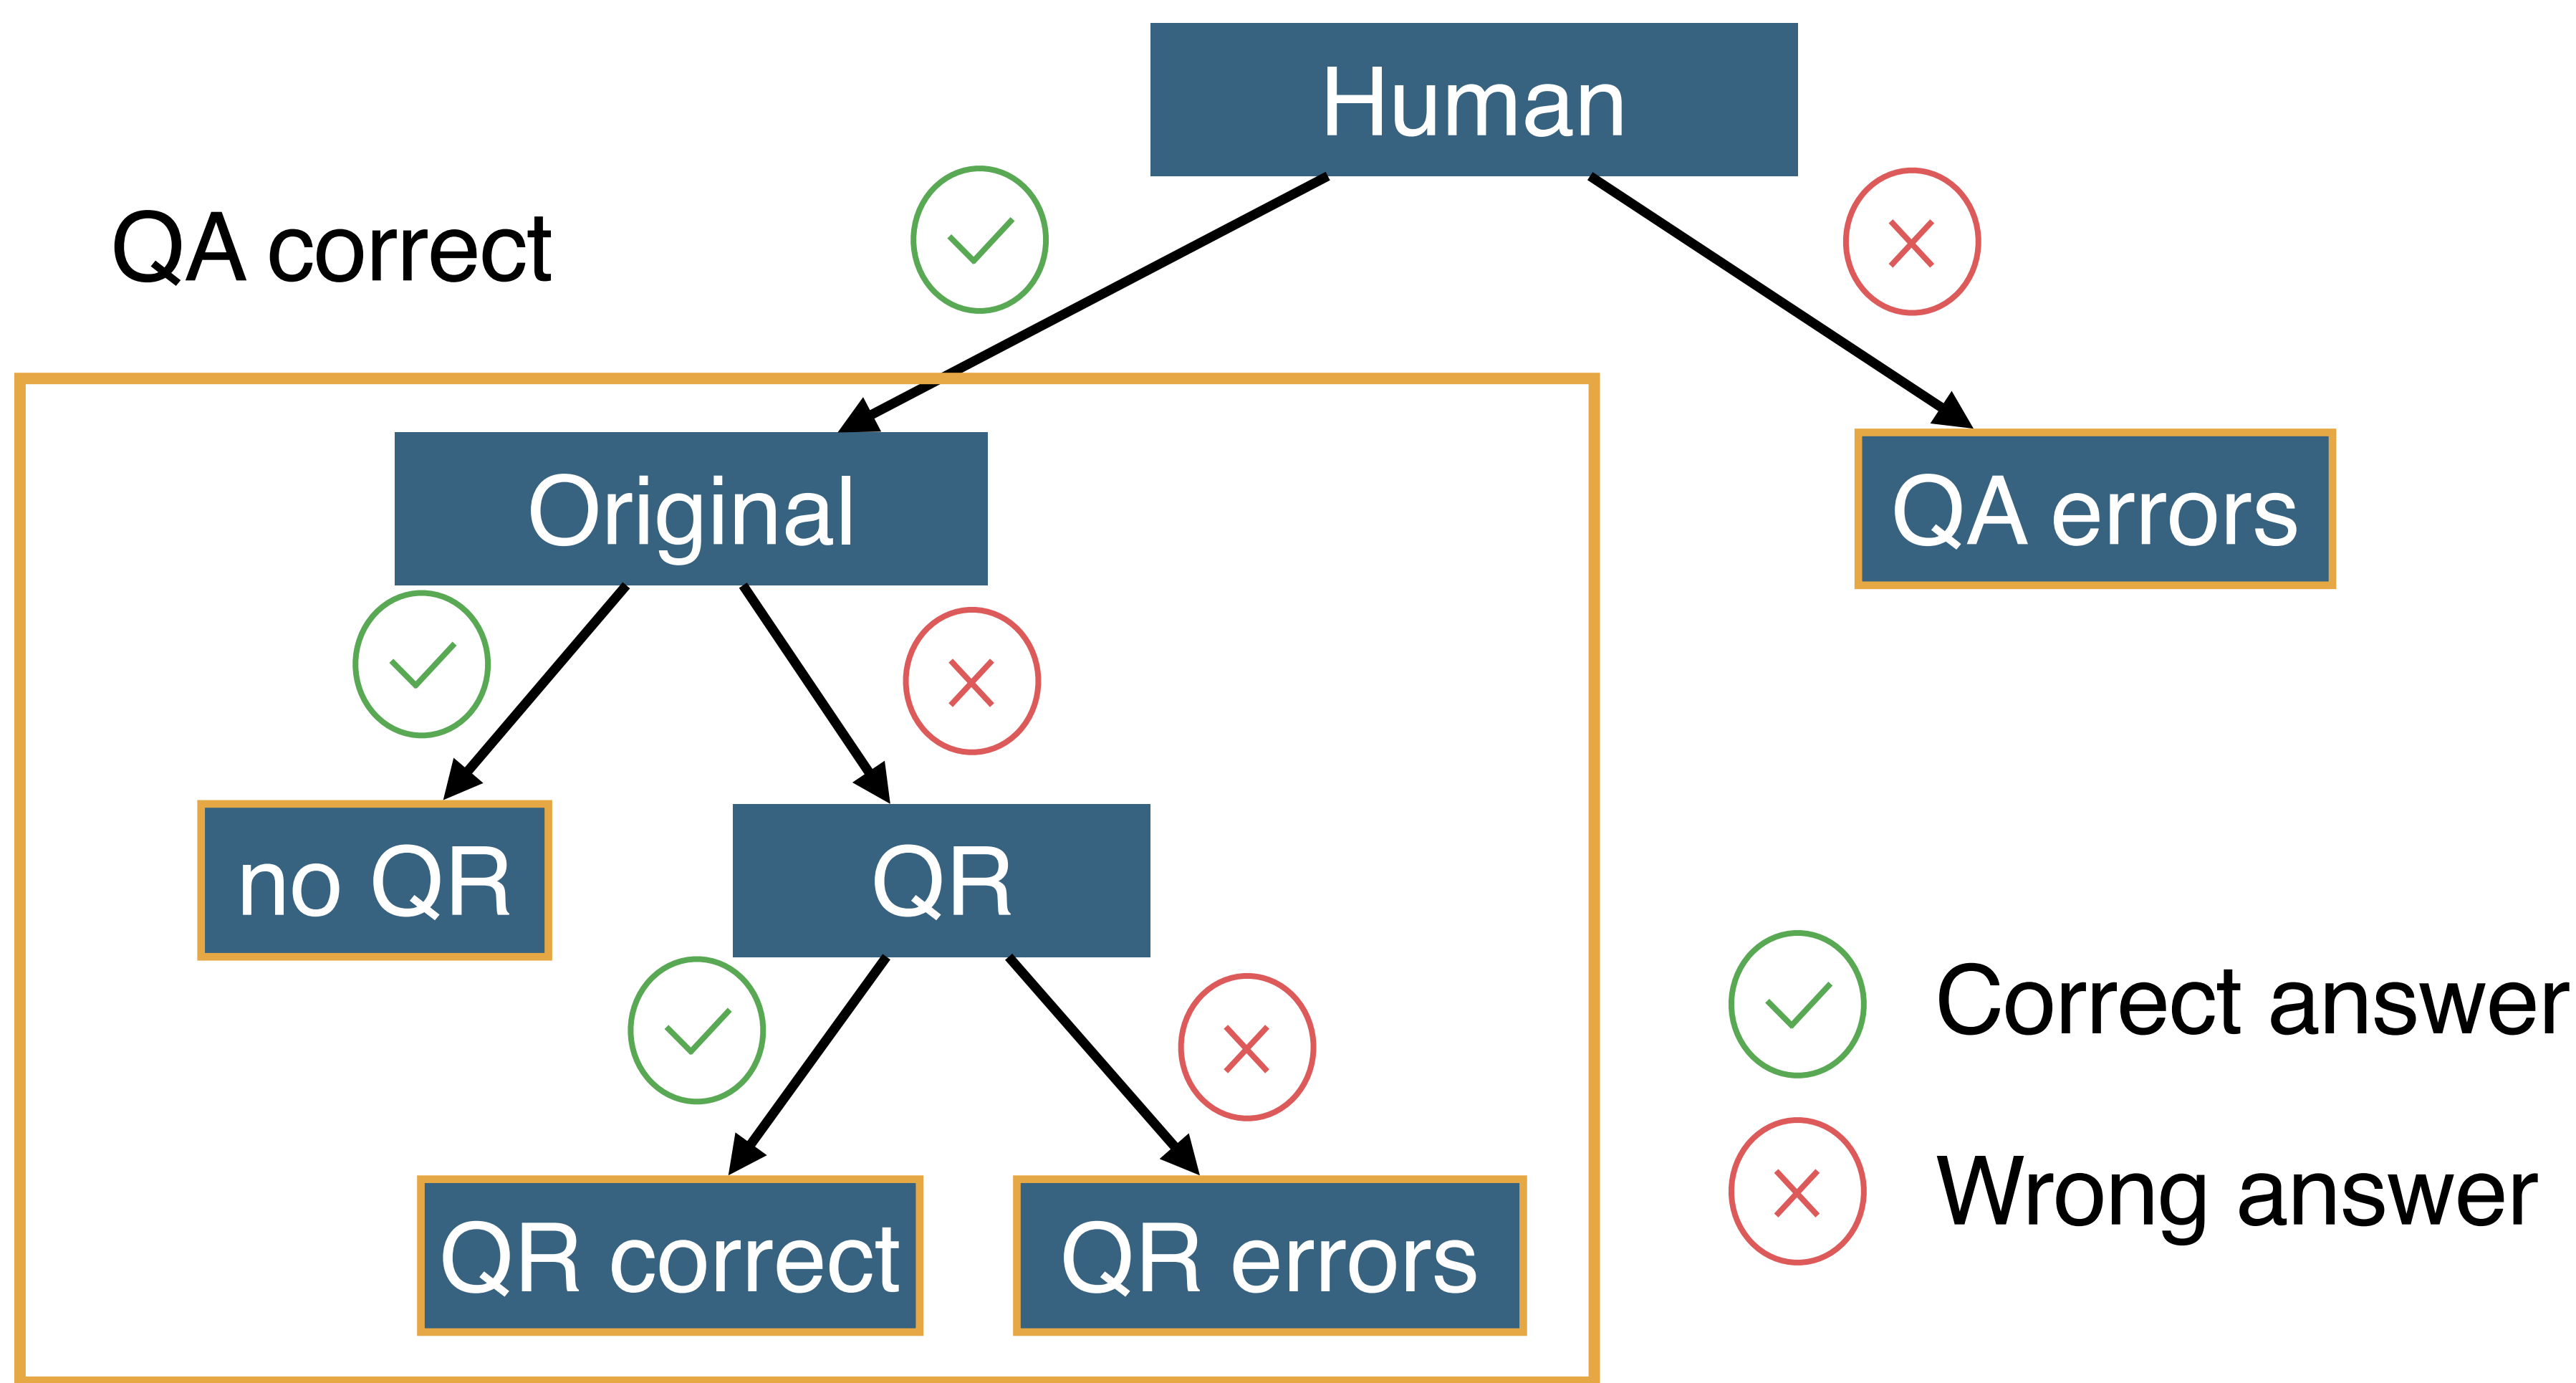 Human
QA correct
Original
QA errors
no QR
QR
Correct answer
Wrong answer
QR correct
QR errors